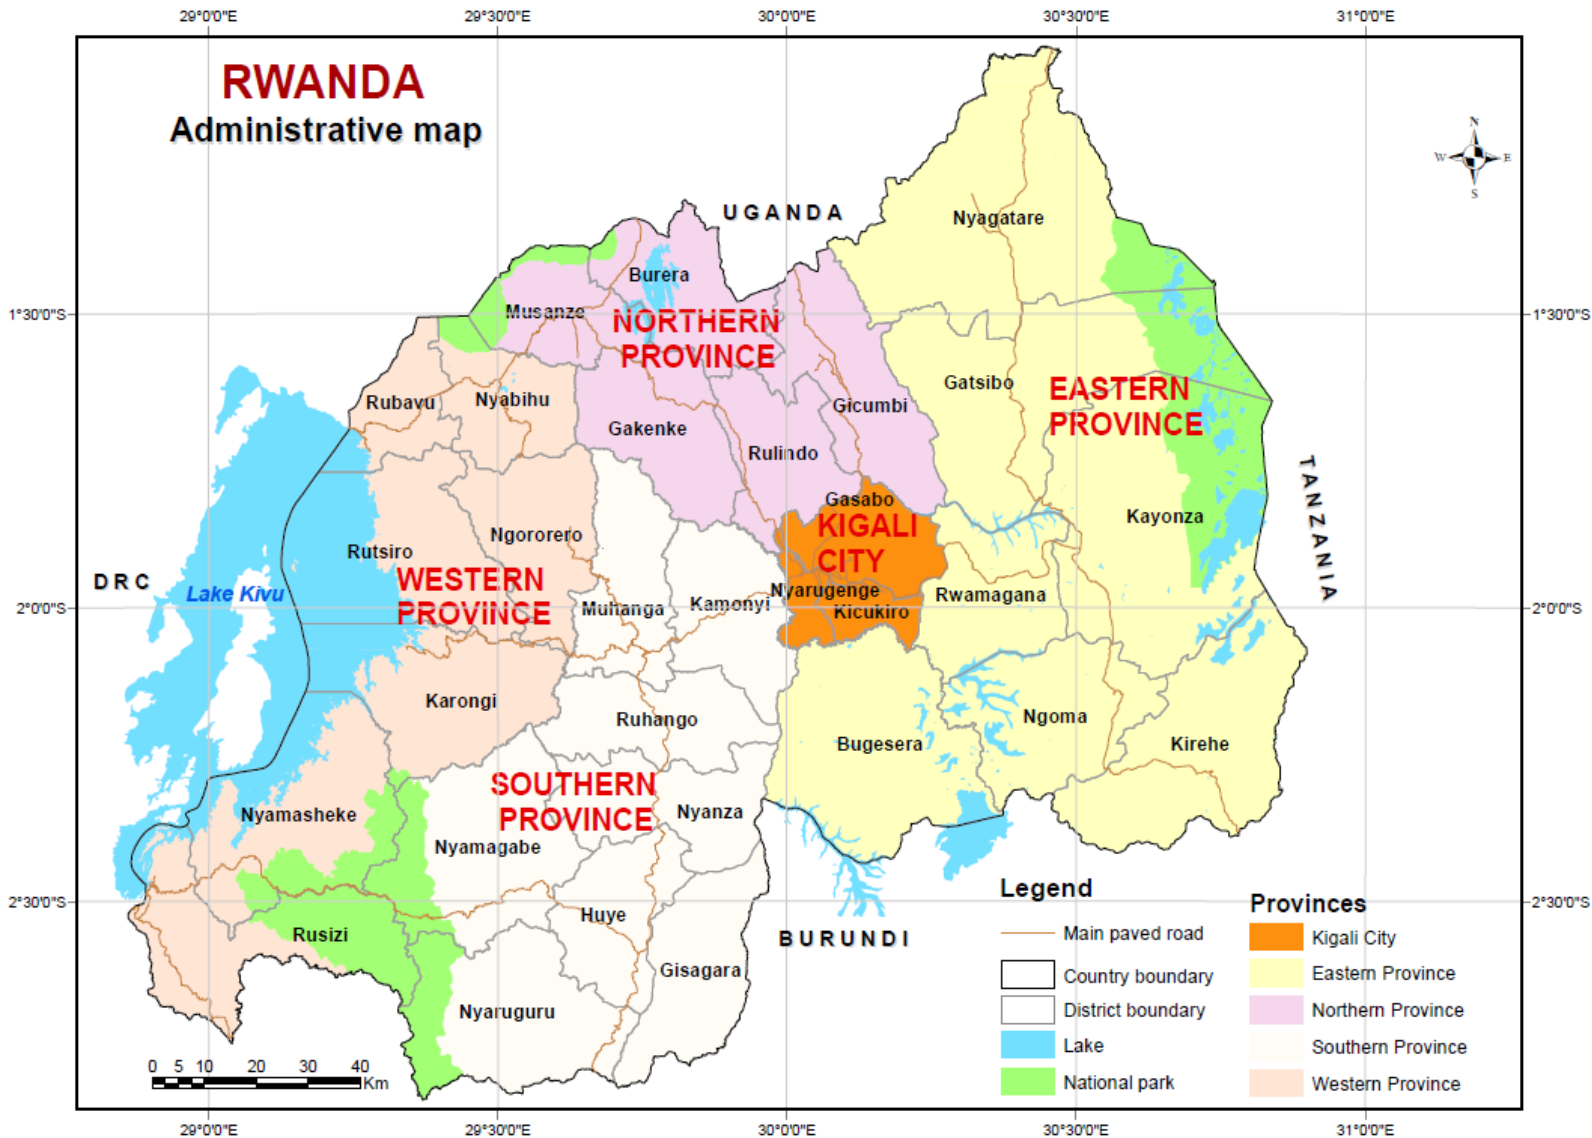 29°0'0"E
29°30'0"E
30°0'0"E
30°30'0"E
31°0'0"E
RWANDA
Administrative map
N
W
E
S
UGANDA
Nyagatare
Burera
Musanze
1°30'0"S
1°30'0"S
NORTHERN
PROVINCE
Gatsibo
EASTERN
PROVINCE
Rubavu
Nyabihu
Gicumbi
Gakenke
Rulindo
TANZANIA
Gasabo
KIGALI
CITY
Kayonza
Ngororero
Rutsiro
DRC
Lake Kivu
WESTERN
PROVINCE
Muhanga
Kamonyi
Nyarugenge
Kicukiro
Rwamagana
2°0'0"S
2°0'0"S
Karongi
Ruhango
Ngoma
Bugesera
Kirehe
SOUTHERN
PROVINCE
Nyamasheke
Nyanza
Nyamagabe
2°30'0"S
2°30'0"S
Huye
Rusizi
BURUNDI
Gisagara
Nyaruguru
0 5 10 20 30 40
Km
Legend
Main paved road
Country boundary
District boundary
Lake
National park
Provinces
Kigali City
Eastern Province
Northern Province
Southern Province
Western Province
29°0'0"E
29°30'0"E
30°0'0"E
30°30'0"E
31°0'0"E